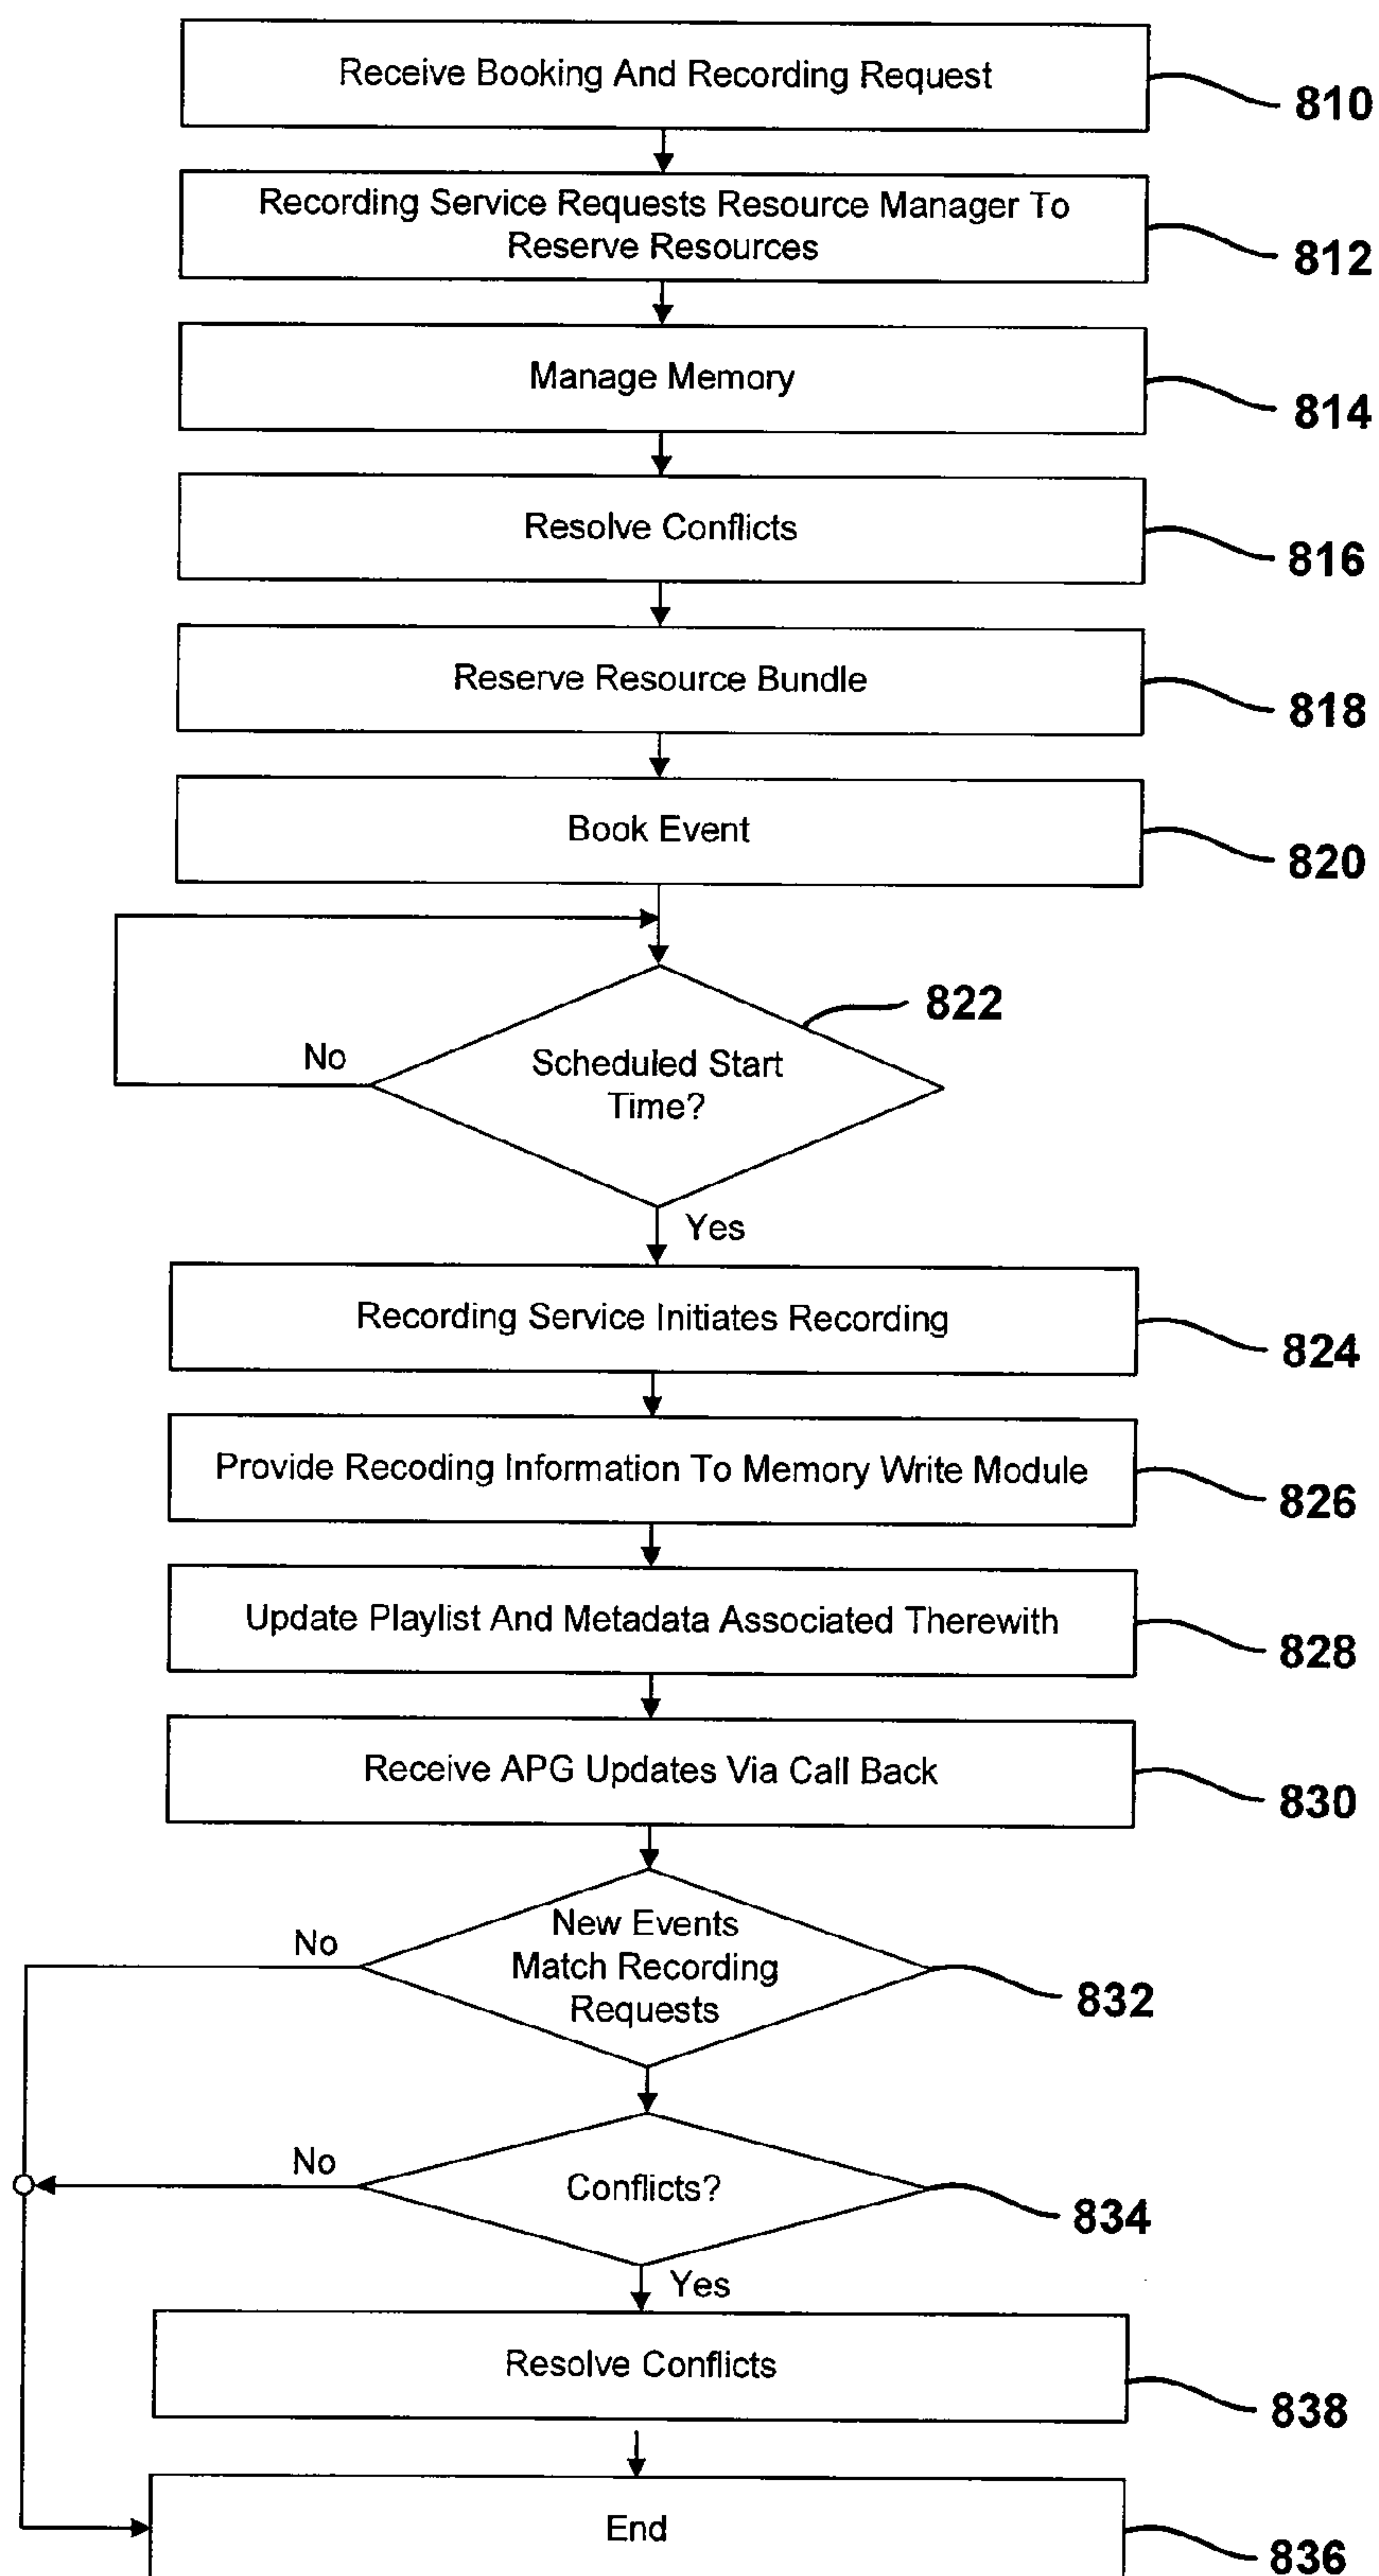 Receive Booking And Recording Request
810
Recording Service Requests Resource Manager To
Reserve Resources
812
Manage Memory
814
Resolve Conflicts
816
Reserve Resource Bundle
818
Book Event
820
822
No
Scheduled Start
Time?
Yes
Recording Service Initiates Recording
824
Provide Recoding Information To Memory Write Module
826
Update Playlist And Metadata Associated Therewith
828
Receive APG Updates Via Call Back
830
No
New Events
Match Recording
Requests
832
No
Conflicts?
834
Yes
Resolve Conflicts
838
End
836